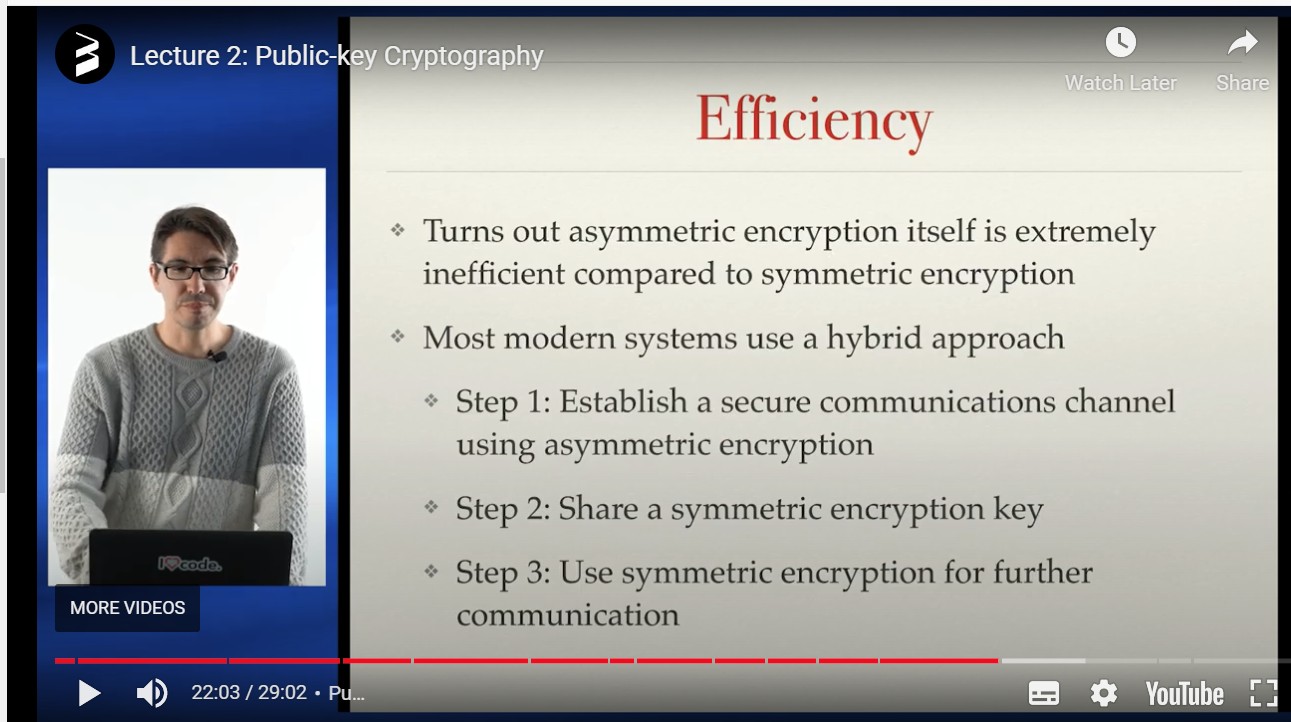 Lecture 2: Public-key Cryptography
Watch Later
Share
Efficiency
❖ Turns out asymmetric encryption itself is extremely
inefficient compared to symmetric encryption
❖ Most modern systems use a hybrid approach
❖ Step 1: Establish a secure communications channel
using asymmetric encryption
❖ Step 2: Share a symmetric encryption key
❖ Step 3: Use symmetric encryption for further
communication
I code.
MORE VIDEOS
22:03 / 29:02 • Pu...
YouTube